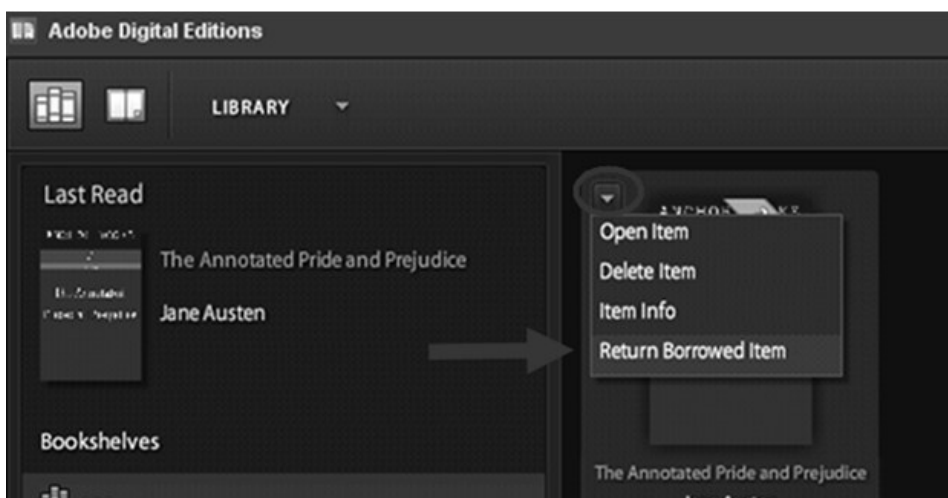 Adobe Digital Editions
LIBRARY
Last Read
The Annotated Pride and Prejudice
Jane Austen
Bookshelves
Open Item
Delete Item
Item Info
Return Borrowed Item
The Annotated Pride and Prejudice